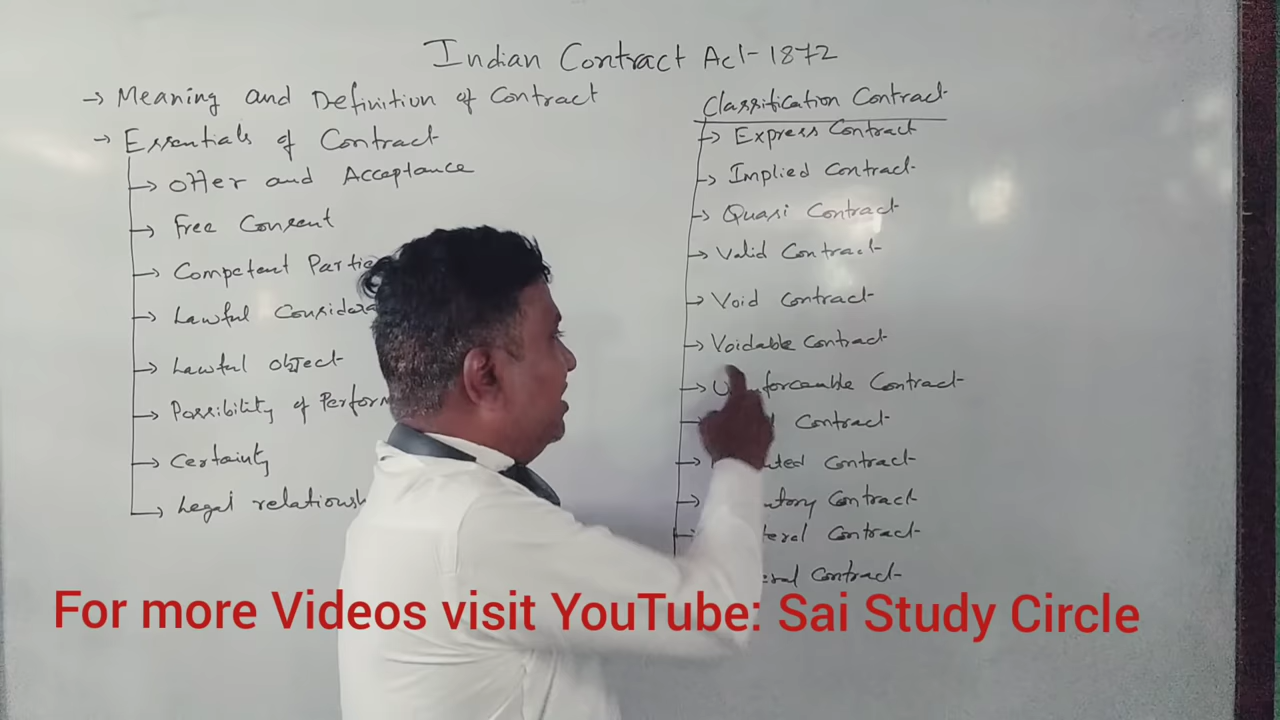 Indian Contract Act-1872
→ Meaning and Definition of Contract
→ Essentials of Contract
→ Offer and Acceptance
→ Free Consent
→ Competent
→ Lawful
→ Lawful object
→ Possibility of
→ Certainty
→ Legal
Classification Contract
→ Express Contract
→ Implied Contract
→ Quasi Contract
→ Valid Contract
→ Void Contract
→ Voidable Contract
→ Contract
→ Contract
→ Contract
→ Contract
Contract
Contract
For more Videos visit YouTube: Sai Study Circle